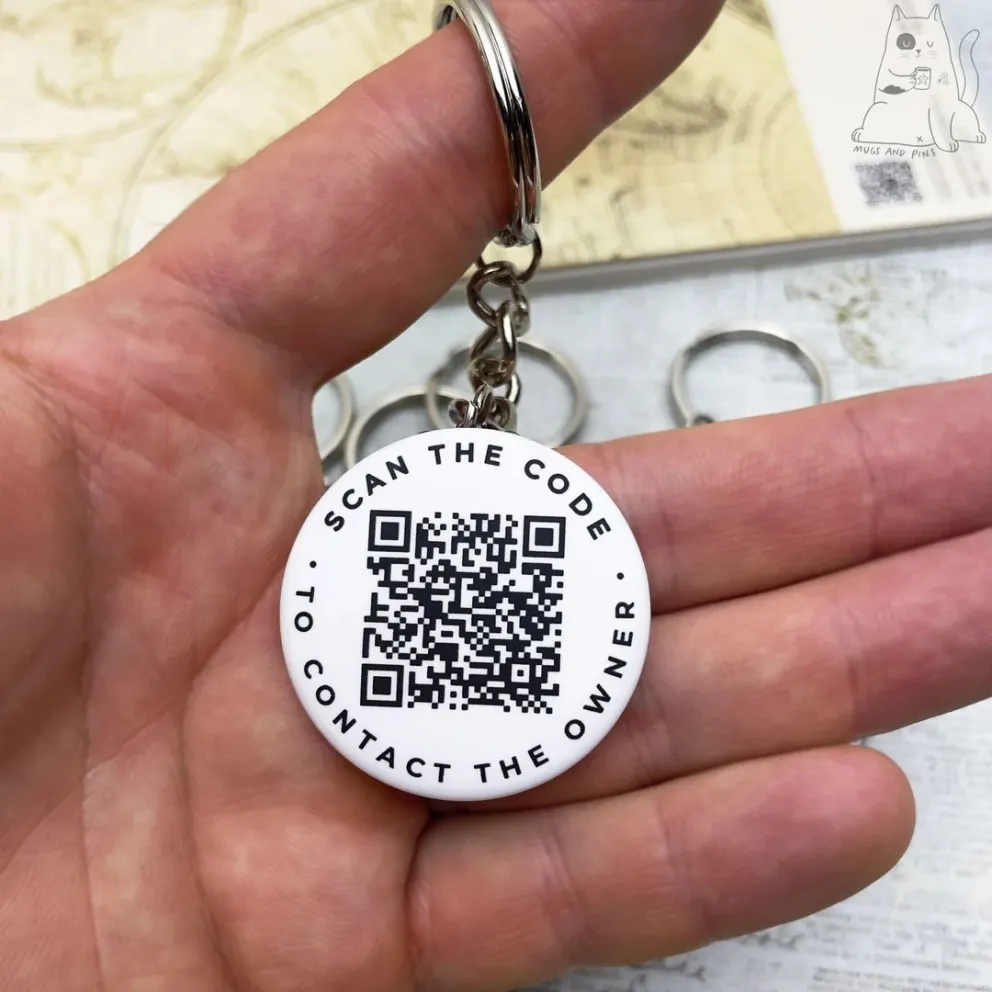 MUGS AND PINS
SCAN THE CODE
· TO CONTACT THE OWNER ·